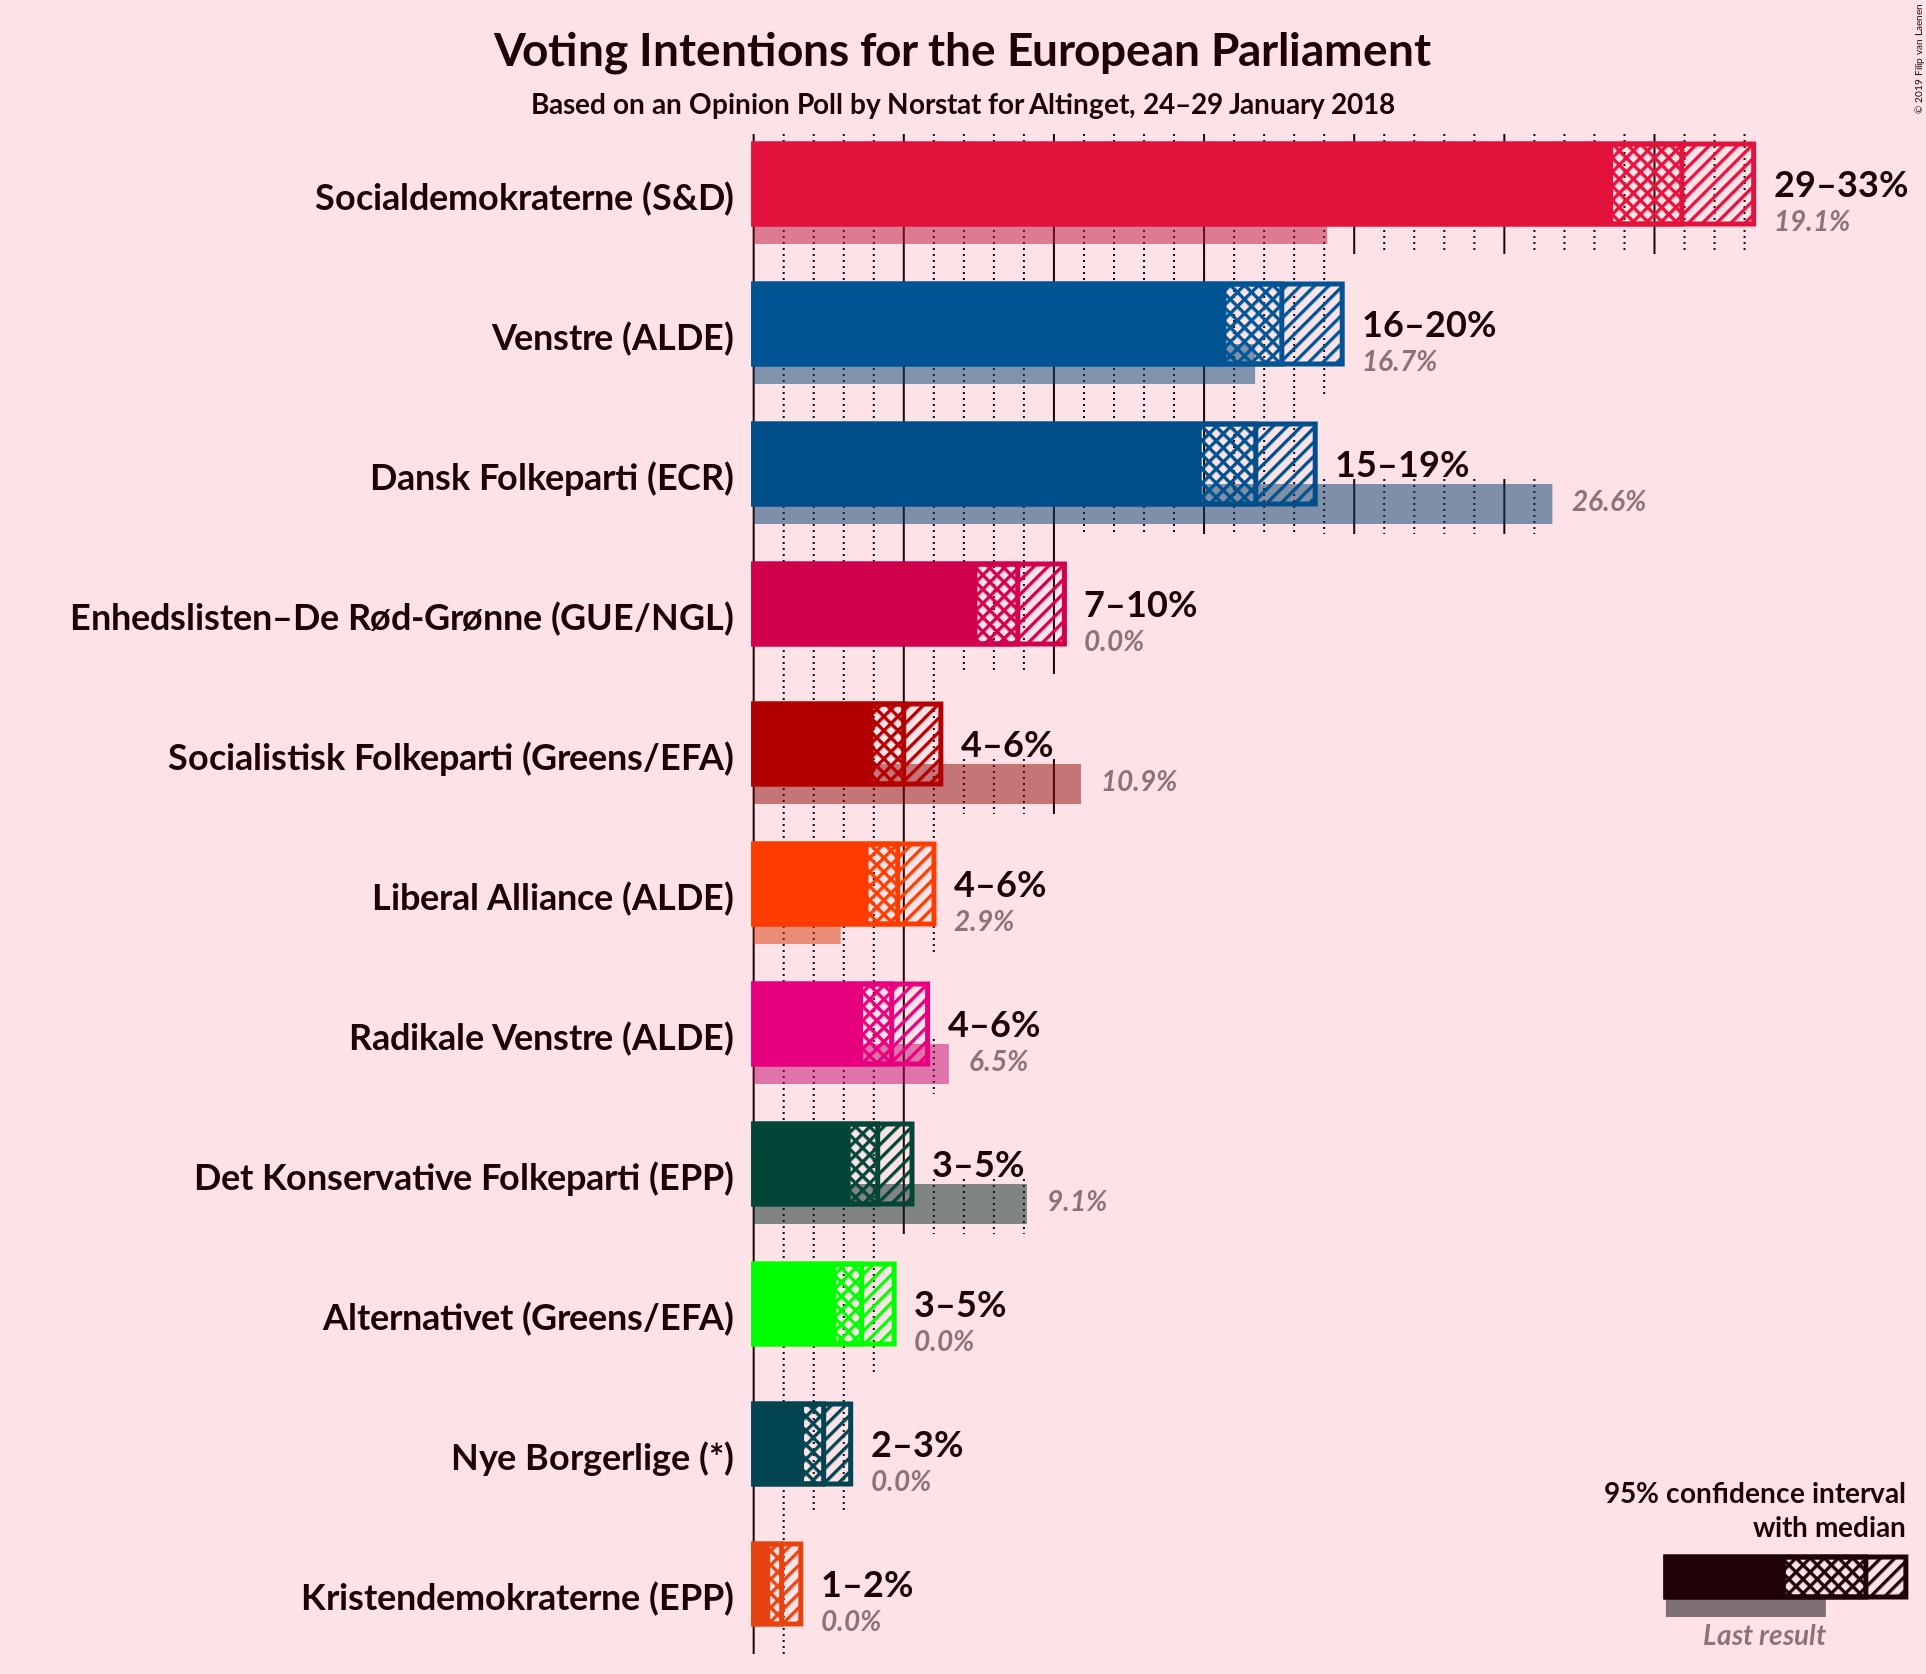 Voting Intentions for the European Parliament
Based on an Opinion Poll by Norstat for Altinget, 24–29 January 2018
© 2019 Filip van Laenen
Socialdemokraterne (S&D)
29–33%
19.1%
Venstre (ALDE)
16–20%
16.7%
Dansk Folkeparti (ECR)
15–19%
26.6%
Enhedslisten–De Rød-Grønne (GUE/NGL)
7–10%
0.0%
Socialistisk Folkeparti (Greens/EFA)
4–6%
10.9%
Liberal Alliance (ALDE)
4–6%
2.9%
Radikale Venstre (ALDE)
4–6%
6.5%
Det Konservative Folkeparti (EPP)
3–5%
9.1%
Alternativet (Greens/EFA)
3–5%
0.0%
Nye Borgerlige (*)
2–3%
0.0%
Kristendemokraterne (EPP)
1–2%
0.0%
95% confidence interval
with median
Last result